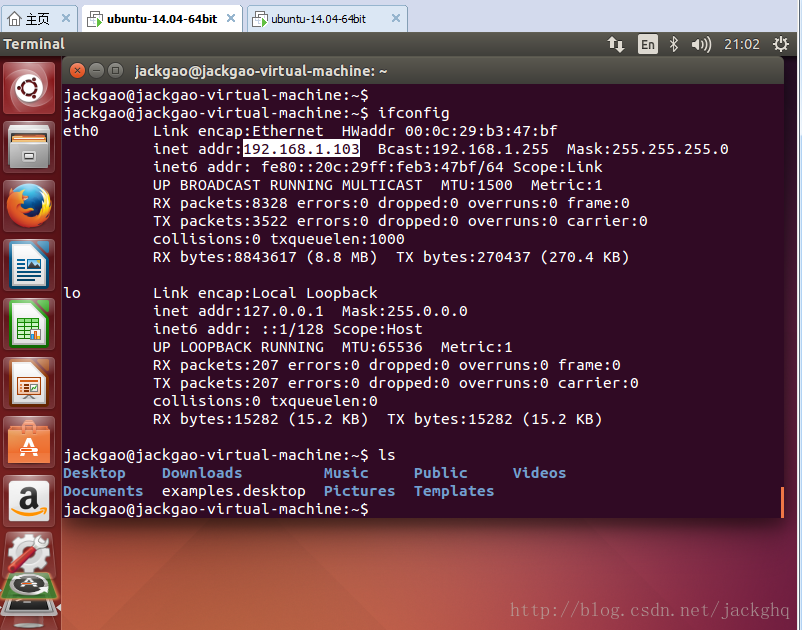 主页 ubuntu-14.04-64bit ubuntu-14.04-64bit
Terminal En 21:02
jackgao@jackgao-virtual-machine: ~
jackgao@jackgao-virtual-machine:~$
jackgao@jackgao-virtual-machine:~$ ifconfig
eth0 Link encap:Ethernet HWaddr 00:0c:29:b3:47:bf
inet addr:192.168.1.103 Bcast:192.168.1.255 Mask:255.255.255.0
inet6 addr: fe80::20c:29ff:feb3:47bf/64 Scope:Link
UP BROADCAST RUNNING MULTICAST MTU:1500 Metric:1
RX packets:8328 errors:0 dropped:0 overruns:0 frame:0
TX packets:3522 errors:0 dropped:0 overruns:0 carrier:0
collisions:0 txqueuelen:1000
RX bytes:8843617 (8.8 MB) TX bytes:270437 (270.4 KB)
lo Link encap:Local Loopback
inet addr:127.0.0.1 Mask:255.0.0.0
inet6 addr: ::1/128 Scope:Host
UP LOOPBACK RUNNING MTU:65536 Metric:1
RX packets:207 errors:0 dropped:0 overruns:0 frame:0
TX packets:207 errors:0 dropped:0 overruns:0 carrier:0
collisions:0 txqueuelen:0
RX bytes:15282 (15.2 KB) TX bytes:15282 (15.2 KB)
jackgao@jackgao-virtual-machine:~$ ls
Desktop Downloads Music Public Videos
Documents examples.desktop Pictures Templates
jackgao@jackgao-virtual-machine:~$
http://blog.csdn.net/jackghq